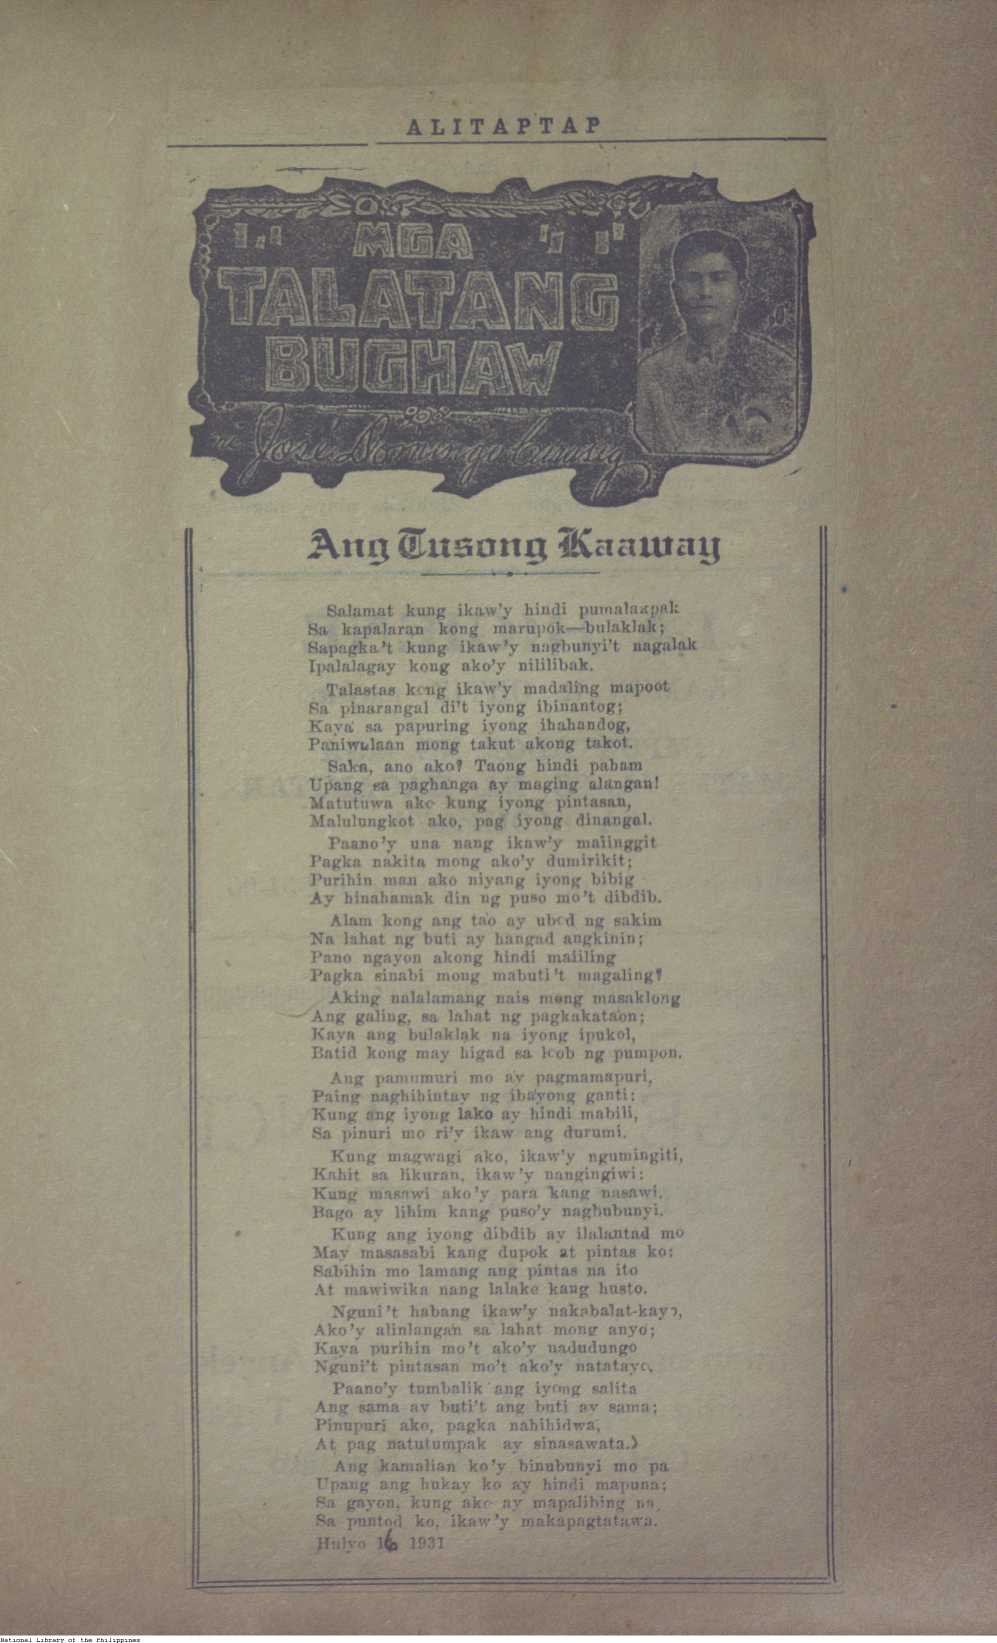 ALITAPTAP
MGA
TALATANG
BUGHAW
ni José Domingo
Ang Tusong Kaaway
Salamat kung ikaw'y hindi pumalakpak
Sa kapalaran kong marupok—bulaklak;
Sapagka't kung ikaw'y nagbunyi't nagalak
Ipalalagay kong ako'y nililibak.
Talastas kong ikaw'y madaling mapoot
Sa pinarangal di't iyong ibinantog;
Kaya sa papuring iyong ihahandog,
Paniwalaan mong takut akong takot.
Saka, ano ako? Taong hindi paham
Upang sa paghanga ay maging alangan!
Matutuwa ako kung iyong pintasan,
Malulungkot ako, pag iyong dinangal.
Paano'y una nang ikaw'y maiinggit
Pagka nakita mong ako'y dumirikit;
Purihin man ako niyang iyong bibig
Ay hinahamak din ng puso mo't dibdib.
Alam kong ang tao ay ubod ng sakim
Na lahat ng buti ay hangad angkinin;
Pano ngayon akong hindi maiiling
Pagka sinabi mong mabuti't magaling?
Aking nalalamang nais mong masaklong
Ang galing, sa lahat ng pagkakataon;
Kaya ang bulaklak na iyong ipukol,
Batid kong may higad sa loob ng pumpon.
Ang pamumuri mo ay pagmamapuri,
Paing naghihintay ng ibayong ganti;
Kung ang iyong lako ay hindi mabili,
Sa pinuri mo ri'y ikaw ang durumi.
Kung magwagi ako, ikaw'y ngumingiti,
Kahit sa likuran, ikaw'y nangingiwi:
Kung masawi ako'y para kang nasawi,
Bago ay lihim kang puso'y nagbubunyi.
Kung ang iyong dibdib ay ilalantad mo
May masasabi kang dupok at pintas ko:
Sabihin mo lamang ang pintas na ito
At mawiwika nang lalake kang husto.
Nguni't habang ikaw'y nakabalat-kayo,
Ako'y alinlangan sa lahat mong anyo;
Kaya purihin mo't ako'y nadudungo
Nguni't pintasan mo't ako'y natatayo.
Paano'y tumbalik ang iyong salita
Ang sama ay buti't ang buti ay sama;
Pinupuri ako, pagka nahihidwa,
At pag natutumpak ay sinasawata.)
Ang kamalian ko'y binubunyi mo pa
Upang ang hukay ko ay hindi mapuna;
Sa gayon, kung ako ay mapalibing na,
Sa puntod ko, ikaw'y makapagtatawa.
Hulyo 16 1931
National Library of the Philippines